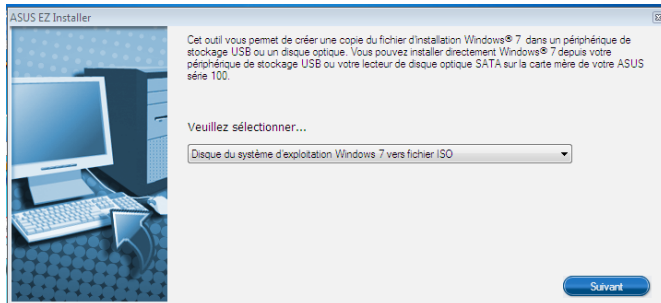 ASUS EZ Installer
Cet outil vous permet de créer une copie du fichier d'installation Windows® 7 dans un périphérique de
stockage USB ou un disque optique. Vous pouvez installer directement Windows® 7 depuis votre
périphérique de stockage USB ou votre lecteur de disque optique SATA sur la carte mère de votre ASUS
série 100.
Veuillez sélectionner...
Disque du système d'exploitation Windows 7 vers fichier ISO
Suivant